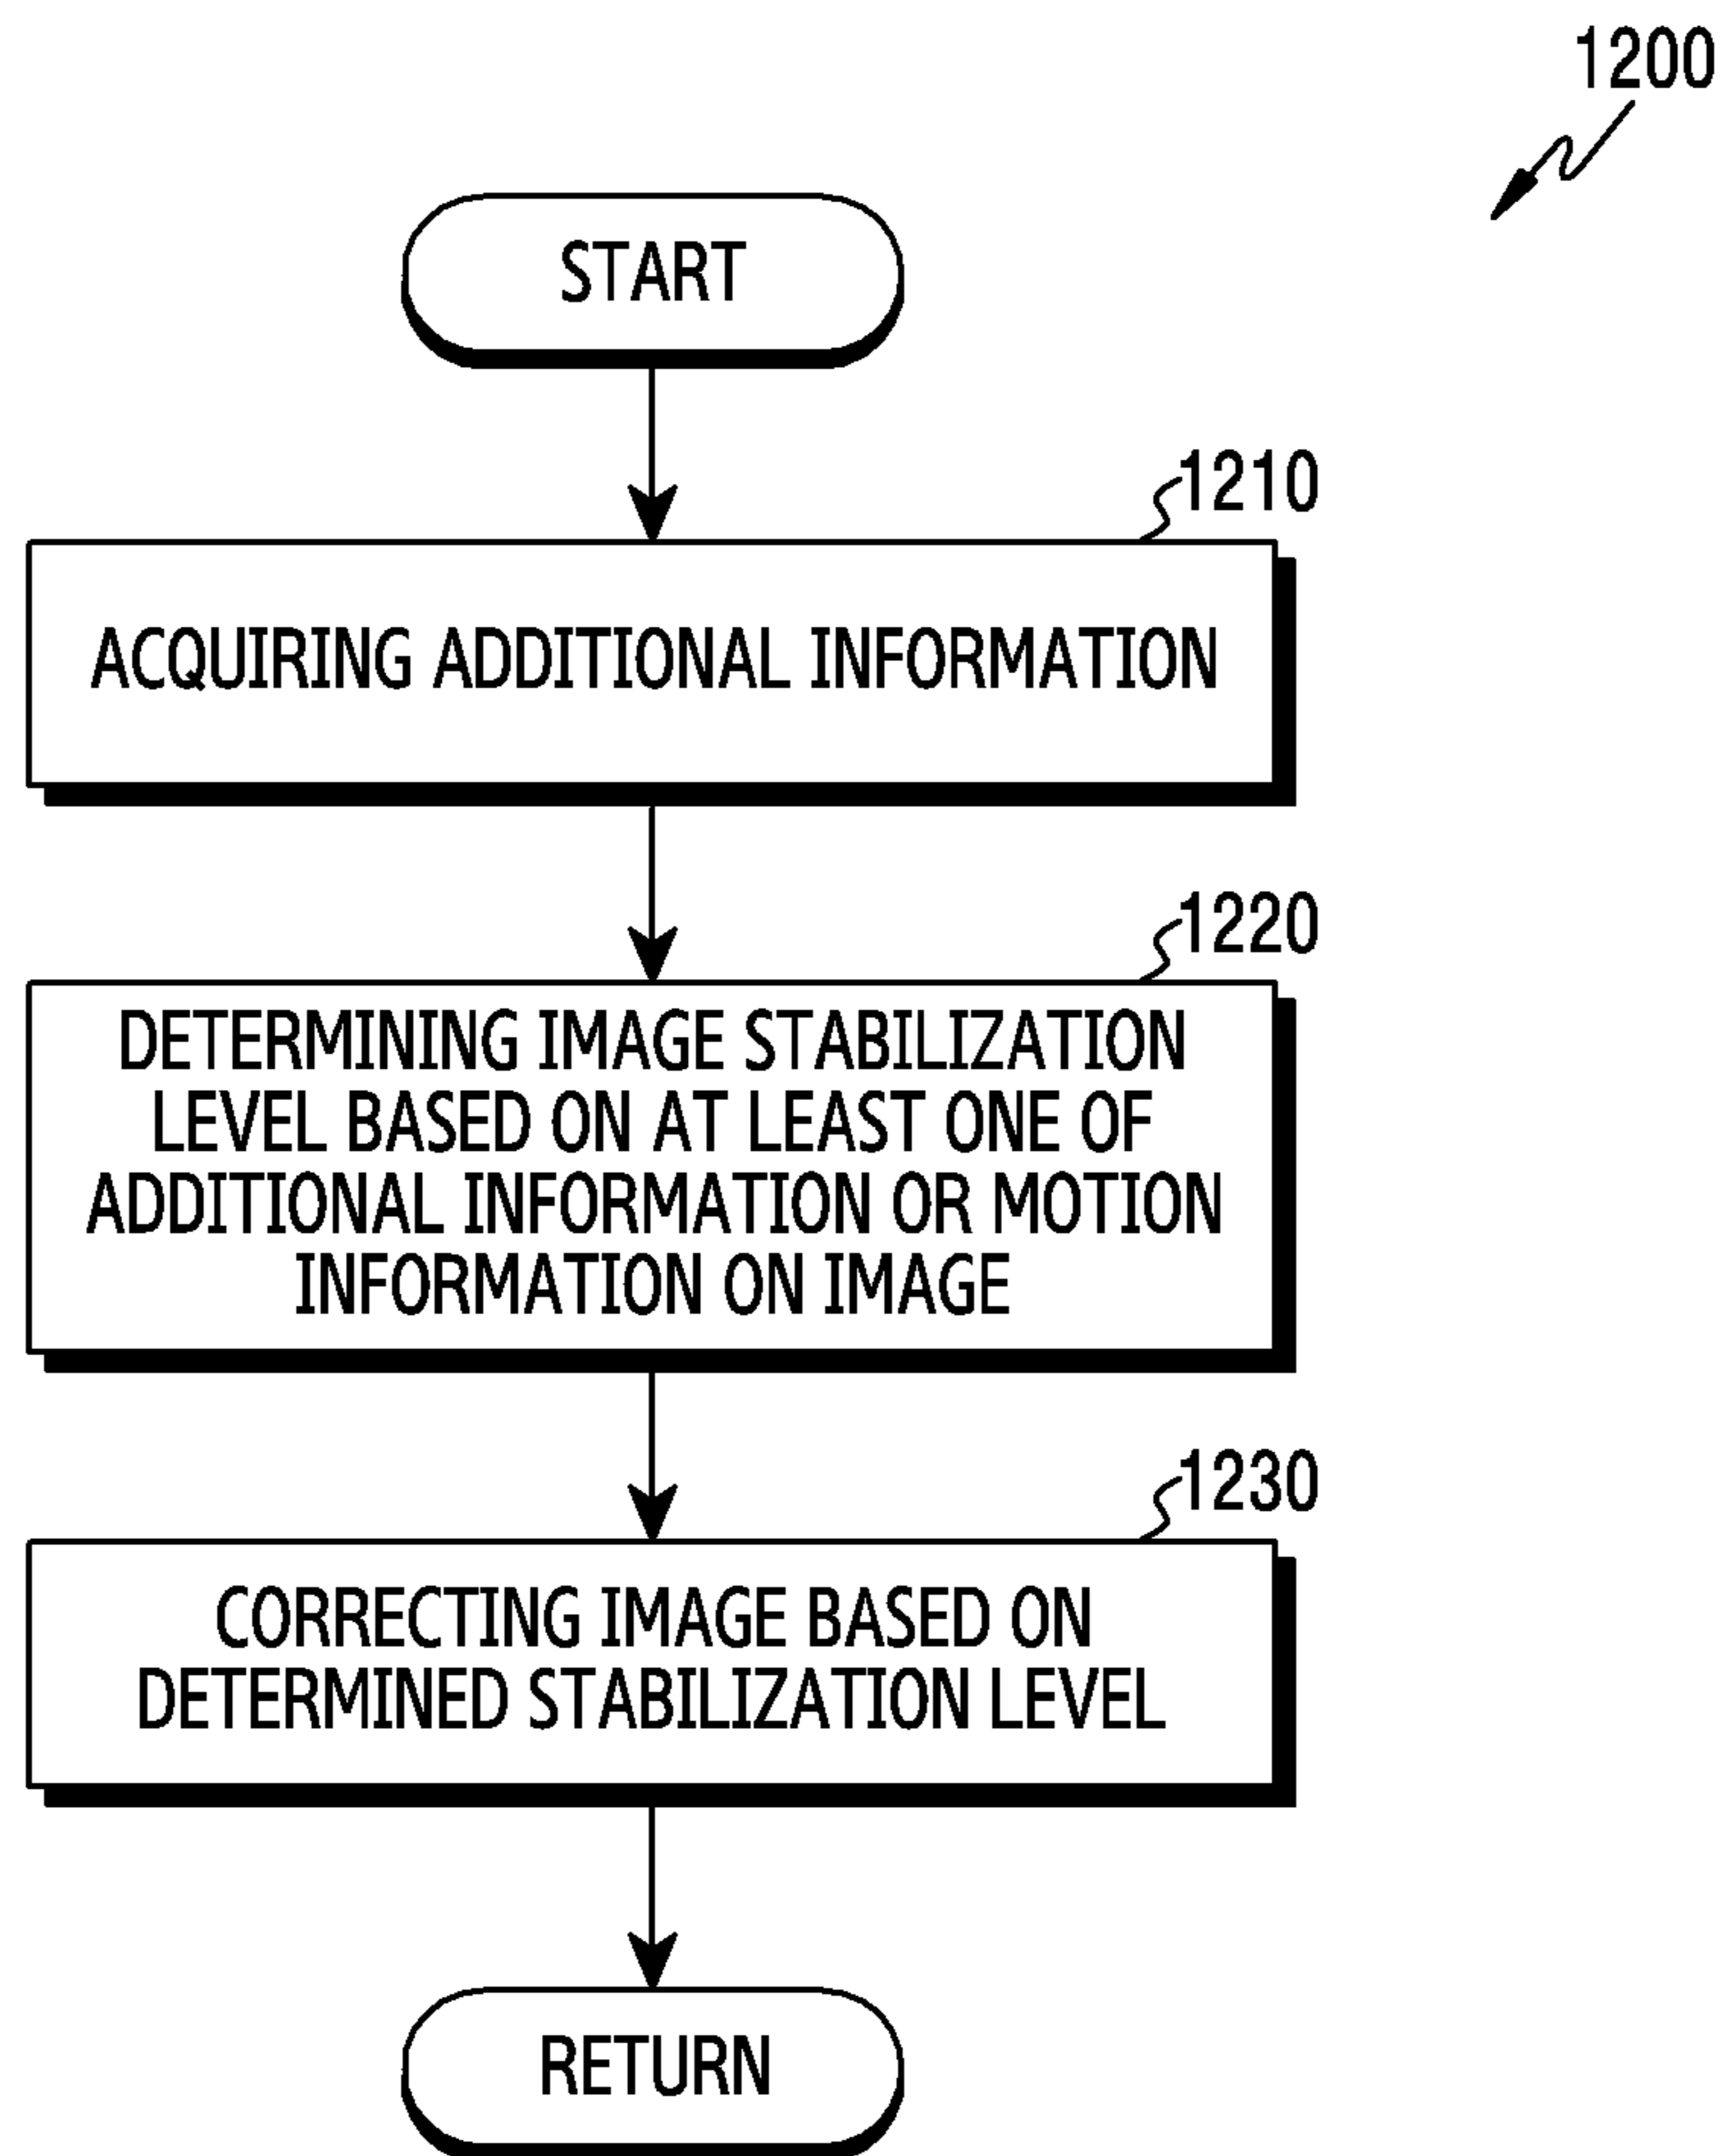 1200
START
1210
ACQUIRING ADDITIONAL INFORMATION
1220
DETERMINING IMAGE STABILIZATION
LEVEL BASED ON AT LEAST ONE OF
ADDITIONAL INFORMATION OR MOTION
INFORMATION ON IMAGE
1230
CORRECTING IMAGE BASED ON
DETERMINED STABILIZATION LEVEL
RETURN